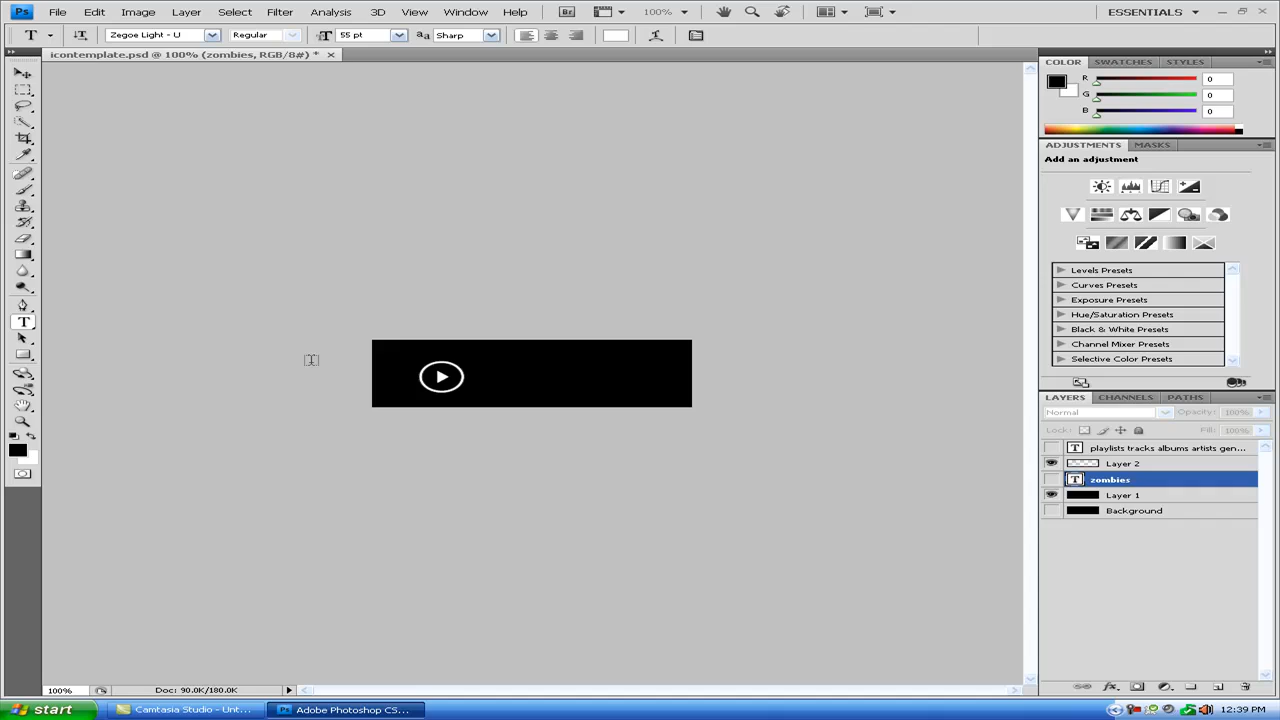 Ps File Edit Image Layer Select Filter Analysis 3D View Window Help Br 100% ESSENTIALS
T Zegoe Light - U Regular 55 pt aa Sharp
icontemplate.psd @ 100% (zombies, RGB/8#) *
COLOR SWATCHES STYLES
R 0
G 0
B 0
ADJUSTMENTS MASKS
Add an adjustment
Levels Presets
Curves Presets
Exposure Presets
Hue/Saturation Presets
Black & White Presets
Channel Mixer Presets
Selective Color Presets
LAYERS CHANNELS PATHS
Normal Opacity: 100%
Lock: Fill: 100%
T playlists tracks albums artists gen...
Layer 2
T zombies
Layer 1
Background
100% Doc: 90.0K/180.0K
start Camtasia Studio - Unt... Ps Adobe Photoshop CS... 12:39 PM